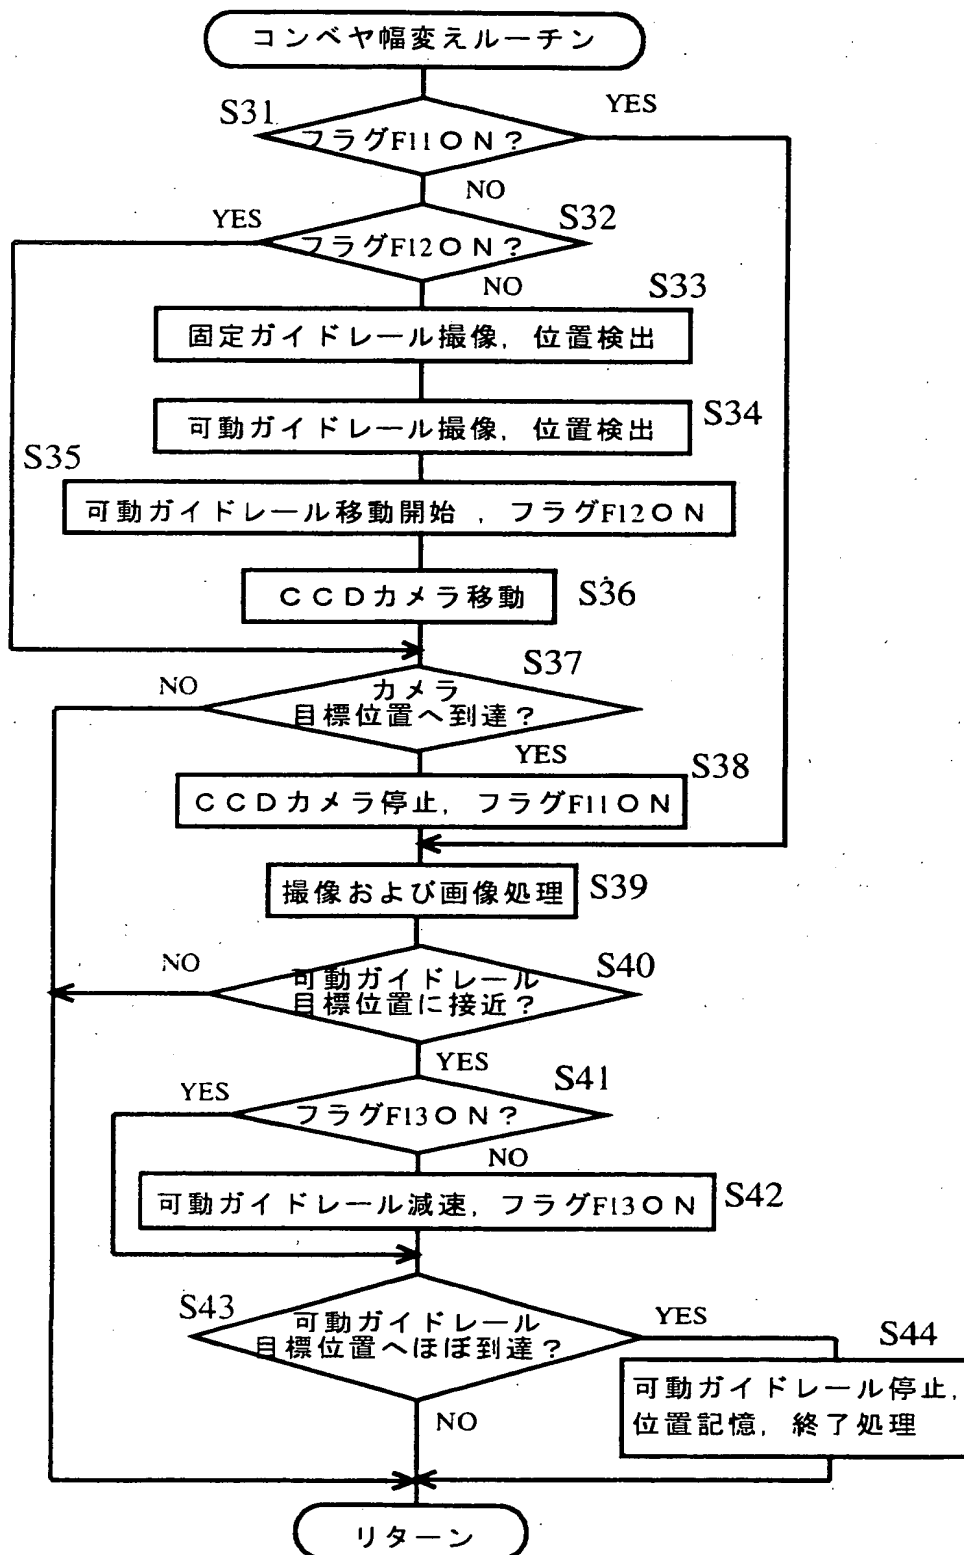 コンベヤ幅変えルーチン
S31
YES
フラグF11ON?
NO
YES
S32
フラグF12ON?
NO
S33
固定ガイドレール撮像, 位置検出
S34
可動ガイドレール撮像, 位置検出
S35
可動ガイドレール移動開始, フラグF12ON
CCDカメラ移動
S36
S37
NO
カメラ
目標位置へ到達?
YES
S38
CCDカメラ停止, フラグF11ON
撮像および画像処理
S39
NO
S40
可動ガイドレール
目標位置に接近?
YES
YES
S41
フラグF13ON?
NO
可動ガイドレール減速, フラグF13ON
S42
S43
可動ガイドレール
目標位置へほぼ到達?
YES
S44
可動ガイドレール停止,
位置記憶, 終了処理
NO
リターン